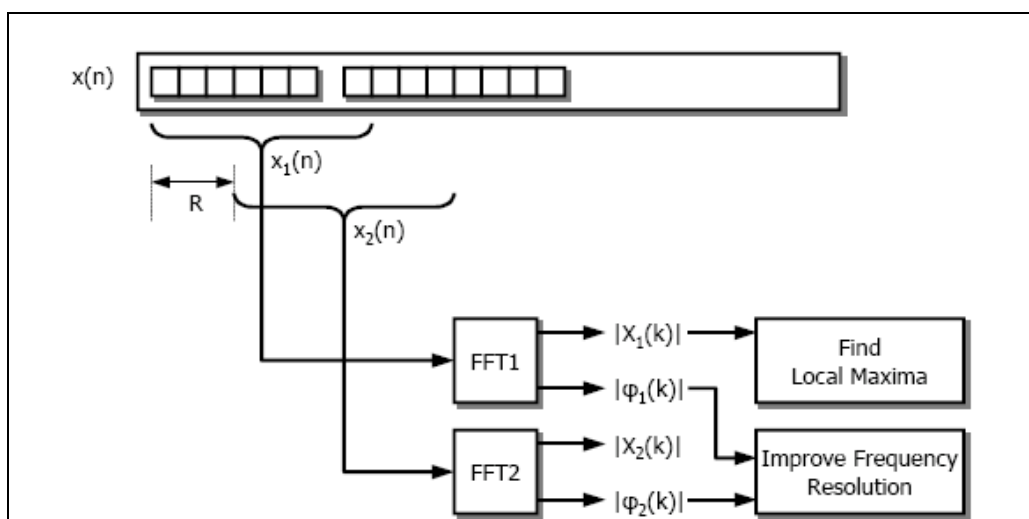 x(n)
x₁(n)
R
x₂(n)
FFT1
|X₁(k)|
|φ₁(k)|
Find
Local Maxima
FFT2
|X₂(k)|
|φ₂(k)|
Improve Frequency
Resolution